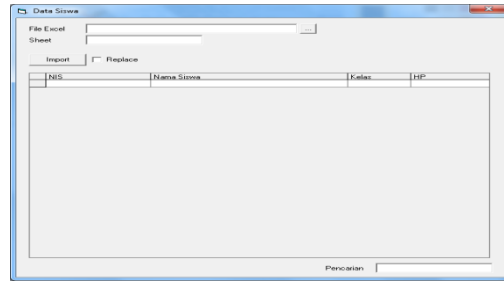 Data Siswa
File Excel ...
Sheet
Import Replace
NIS Nama Siswa Kelas HP
Pencarian